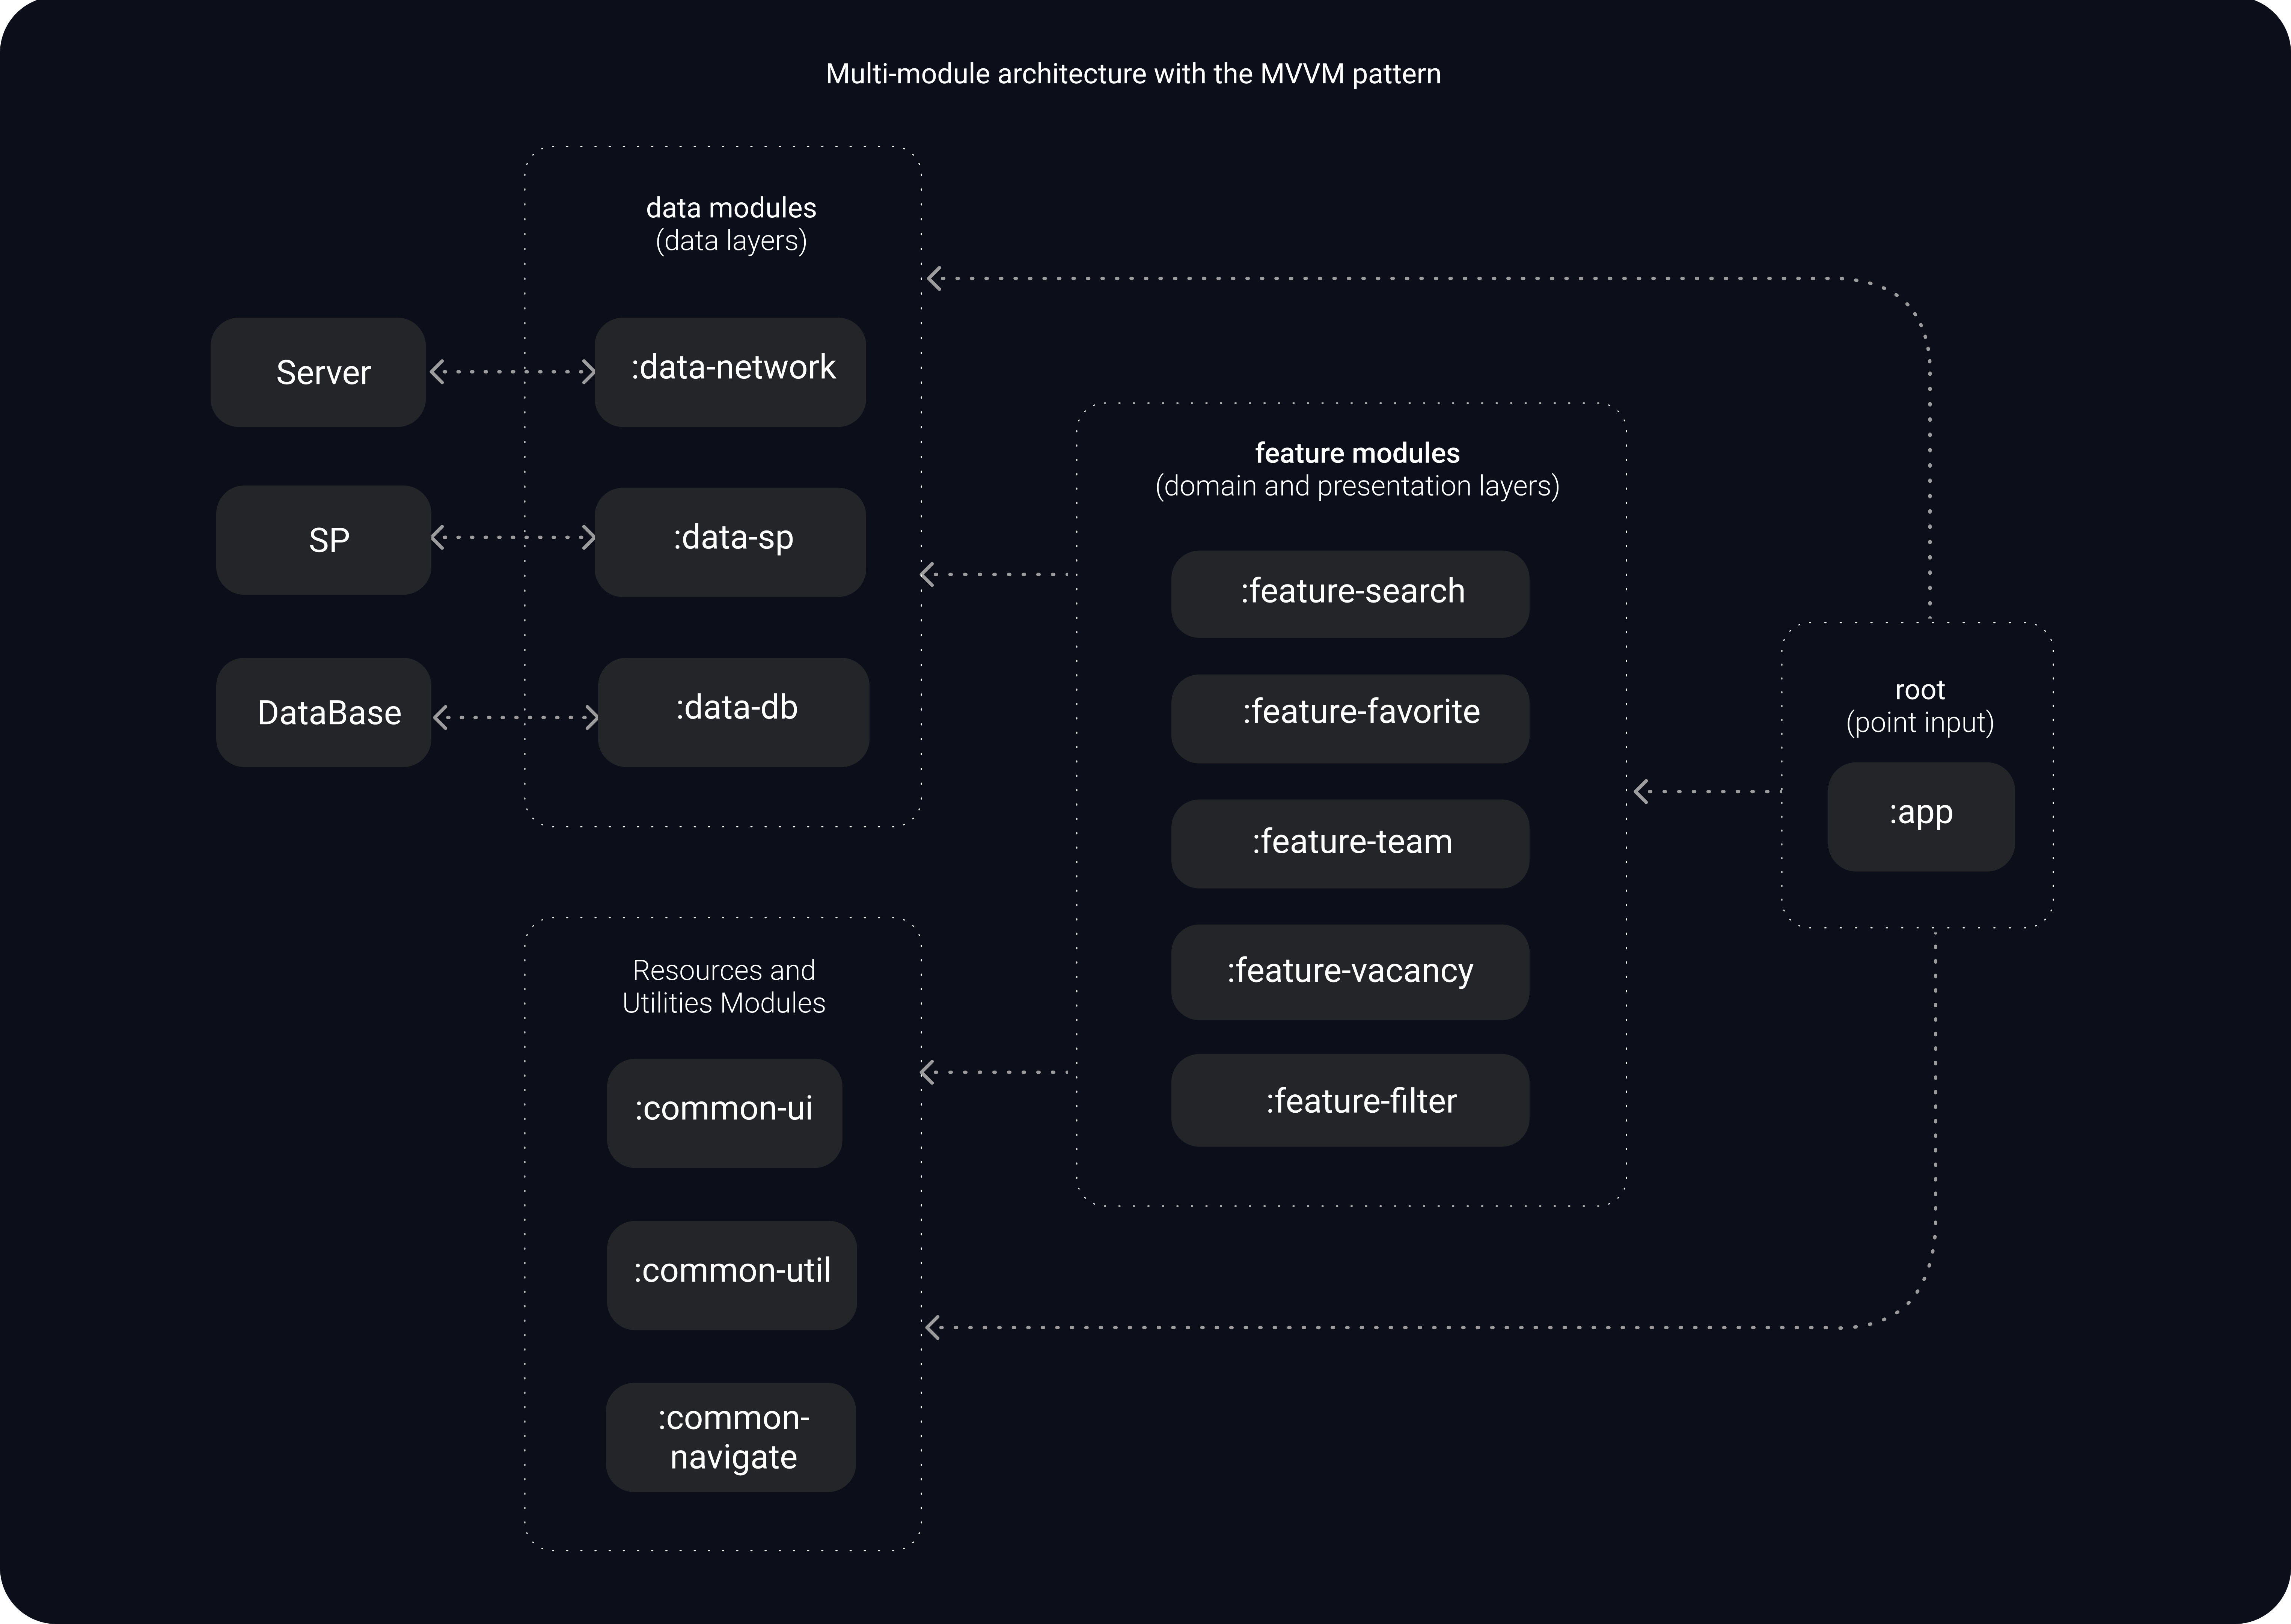 Multi-module architecture with the MVVM pattern
data modules
(data layers)
Server
:data-network
SP
:data-sp
DataBase
:data-db
feature modules
(domain and presentation layers)
:feature-search
:feature-favorite
:feature-team
:feature-vacancy
:feature-filter
root
(point input)
:app
Resources and
Utilities Modules
:common-ui
:common-util
:common-
navigate